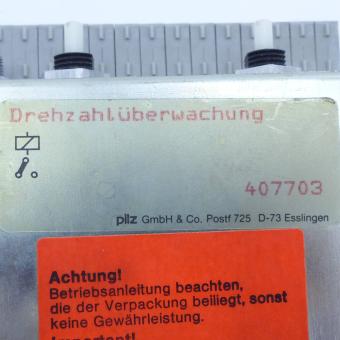 Drehzahlüberwachung
407703
pilz GmbH & Co. Postf 725 D-73 Esslingen
Achtung!
Betriebsanleitung beachten,
die der Verpackung beiliegt, sonst
keine Gewährleistung.
Important!